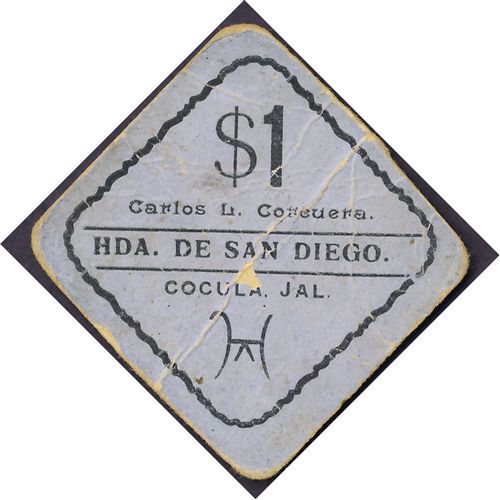 $1
Carlos L. Corcuera.
HDA. DE SAN DIEGO.
COCULA, JAL.